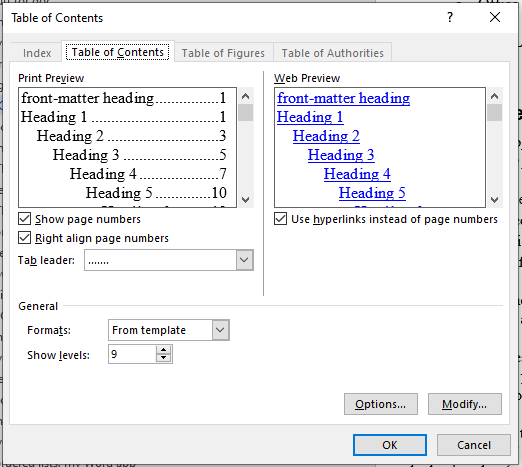 Table of Contents
Index
Table of Contents
Table of Figures
Table of Authorities
Print Preview
front-matter heading................1
Heading 1................................1
Heading 2...........................3
Heading 3.......................5
Heading 4...................7
Heading 5..............10
Show page numbers
Right align page numbers
Tab leader: .......
Web Preview
front-matter heading
Heading 1
Heading 2
Heading 3
Heading 4
Heading 5
Use hyperlinks instead of page numbers
General
Formats: From template
Show levels: 9
Options...
Modify...
OK
Cancel